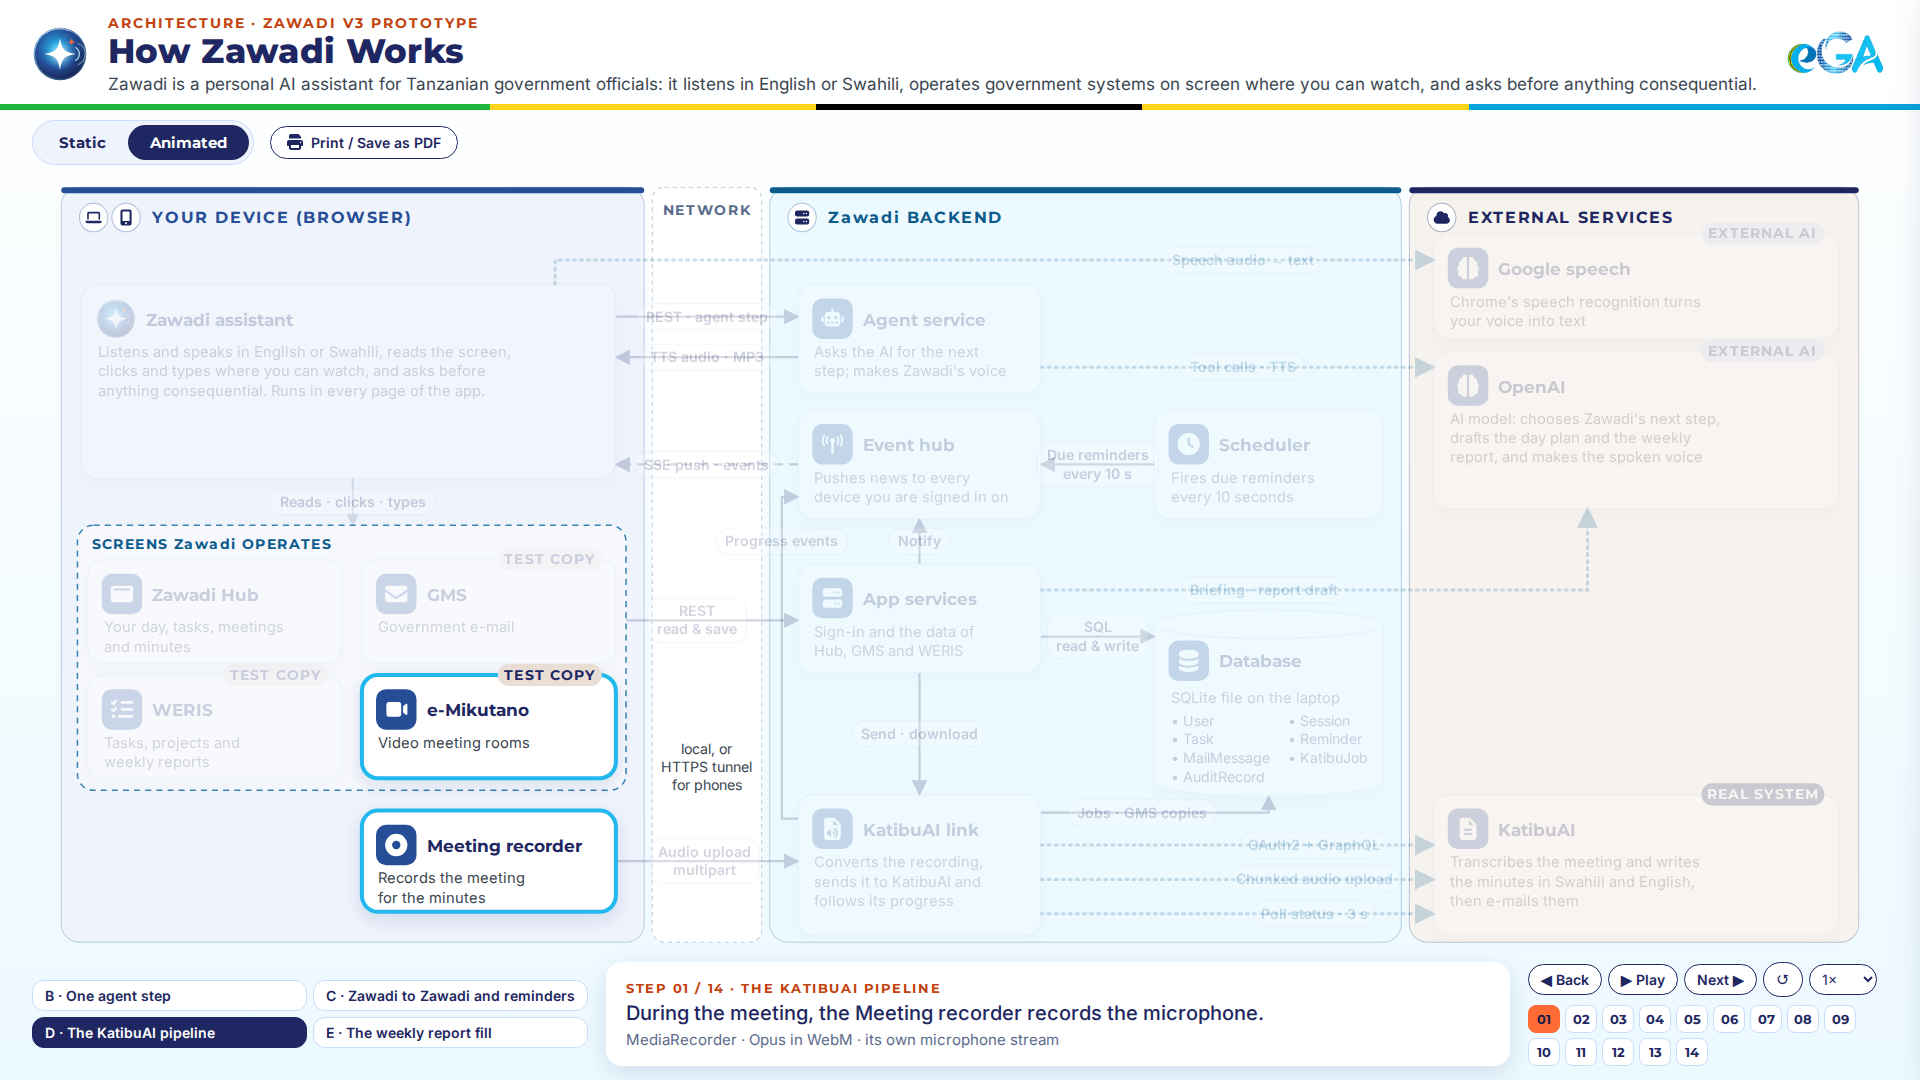 ARCHITECTURE · ZAWADI V3 PROTOTYPE
How Zawadi Works
Zawadi is a personal AI assistant for Tanzanian government officials: it listens in English or Swahili, operates government systems on screen where you can watch, and asks before anything consequential.
eGA
Static
Animated
Print / Save as PDF
YOUR DEVICE (BROWSER)
Zawadi assistant
Listens and speaks in English or Swahili, reads the screen,
clicks and types where you can watch, and asks before
anything consequential. Runs in every page of the app.
Reads · clicks · types
SCREENS Zawadi OPERATES
Zawadi Hub
Your day, tasks, meetings
and minutes
TEST COPY
GMS
Government e-mail
TEST COPY
WERIS
Tasks, projects and
weekly reports
TEST COPY
e-Mikutano
Video meeting rooms
Meeting recorder
Records the meeting
for the minutes
NETWORK
REST · agent step
TTS audio · MP3
SSE push · events
REST
read & save
local, or
HTTPS tunnel
for phones
Audio upload
multipart
Zawadi BACKEND
Speech audio → text
Agent service
Asks the AI for the next
step; makes Zawadi's voice
Tool calls · TTS
Event hub
Pushes news to every
device you are signed in on
Due reminders
every 10 s
Scheduler
Fires due reminders
every 10 seconds
Progress events
Notify
App services
Sign-in and the data of
Hub, GMS and WERIS
Briefing · report draft
SQL
read & write
Database
SQLite file on the laptop
• User
• Task
• MailMessage
• AuditRecord
• Session
• Reminder
• KatibuJob
Send · download
KatibuAI link
Converts the recording,
sends it to KatibuAI and
follows its progress
Jobs · GMS copies
OAuth2 + GraphQL
Chunked audio upload
Poll status · 3 s
EXTERNAL SERVICES
EXTERNAL AI
Google speech
Chrome's speech recognition turns
your voice into text
EXTERNAL AI
OpenAI
AI model: chooses Zawadi's next step,
drafts the day plan and the weekly
report, and makes the spoken voice
REAL SYSTEM
KatibuAI
Transcribes the meeting and writes
the minutes in Swahili and English,
then e-mails them
B · One agent step
C · Zawadi to Zawadi and reminders
D · The KatibuAI pipeline
E · The weekly report fill
STEP 01 / 14 · THE KATIBUAI PIPELINE
During the meeting, the Meeting recorder records the microphone.
MediaRecorder · Opus in WebM · its own microphone stream
◀ Back
▶ Play
Next ▶
↺
1×
01 02 03 04 05 06 07 08 09
10 11 12 13 14